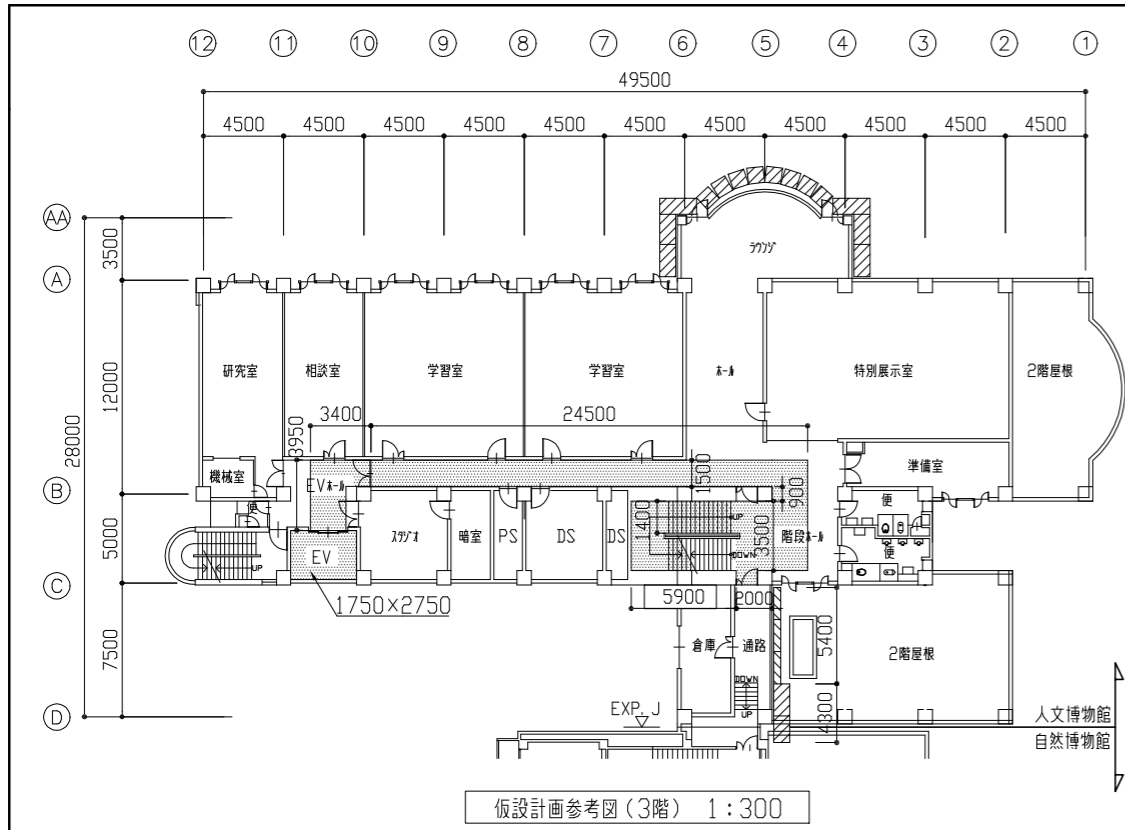 12 11 10 9 8 7 6 5 4 3 2 1
49500
4500 4500 4500 4500 4500 4500 4500 4500 4500 4500 4500
AA
3500
ラウンジ
A
研究室 相談室 学習室 学習室 ホール 特別展示室 2階屋根
12000
28000
3400 24500
3950
機械室 準備室
EVホール 1500
B
900
便 便
5000
スタジオ 暗室 PS DS DS 1400 UP 3500 階段ホール
便
EV UP DOWN
C
1750×2750 5900 2000
7500
倉庫 通路 5400 2階屋根
DOWN
UP
EXP.J
4300
D
人文博物館
自然博物館
仮設計画参考図(3階) 1:300